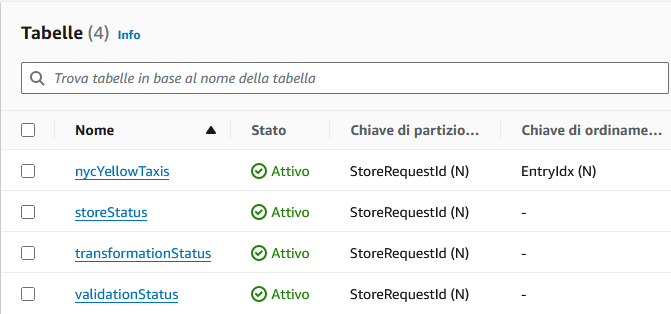 Tabelle (4) Info
Trova tabelle in base al nome della tabella
Nome Stato Chiave di partizio... Chiave di ordiname...
nycYellowTaxis Attivo StoreRequestId (N) EntryIdx (N)
storeStatus Attivo StoreRequestId (N) -
transformationStatus Attivo StoreRequestId (N) -
validationStatus Attivo StoreRequestId (N) -